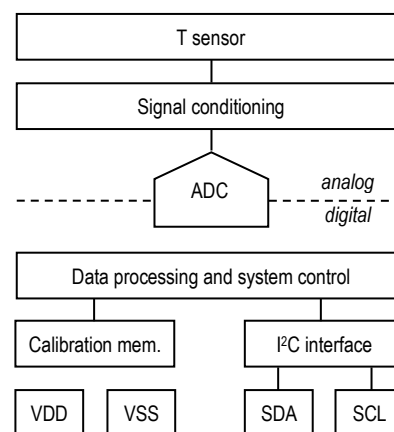 T sensor
Signal conditioning
ADC
analog
digital
Data processing and system control
Calibration mem.
I²C interface
VDD
VSS
SDA
SCL